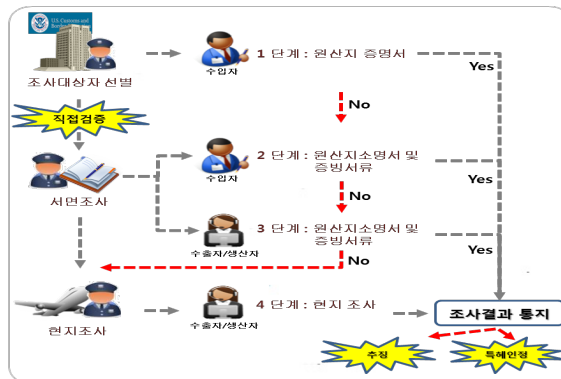 U.S. Customs and
Border Protection
조사대상자 선별
수입자
1 단계 : 원산지 증명서
Yes
No
직접검증
서면조사
수입자
2 단계 : 원산지소명서 및
증빙서류
Yes
No
수출자/생산자
3 단계 : 원산지소명서 및
증빙서류
Yes
No
현지조사
수출자/생산자
4 단계 : 현지 조사
조사결과 통지
추징
특혜인정